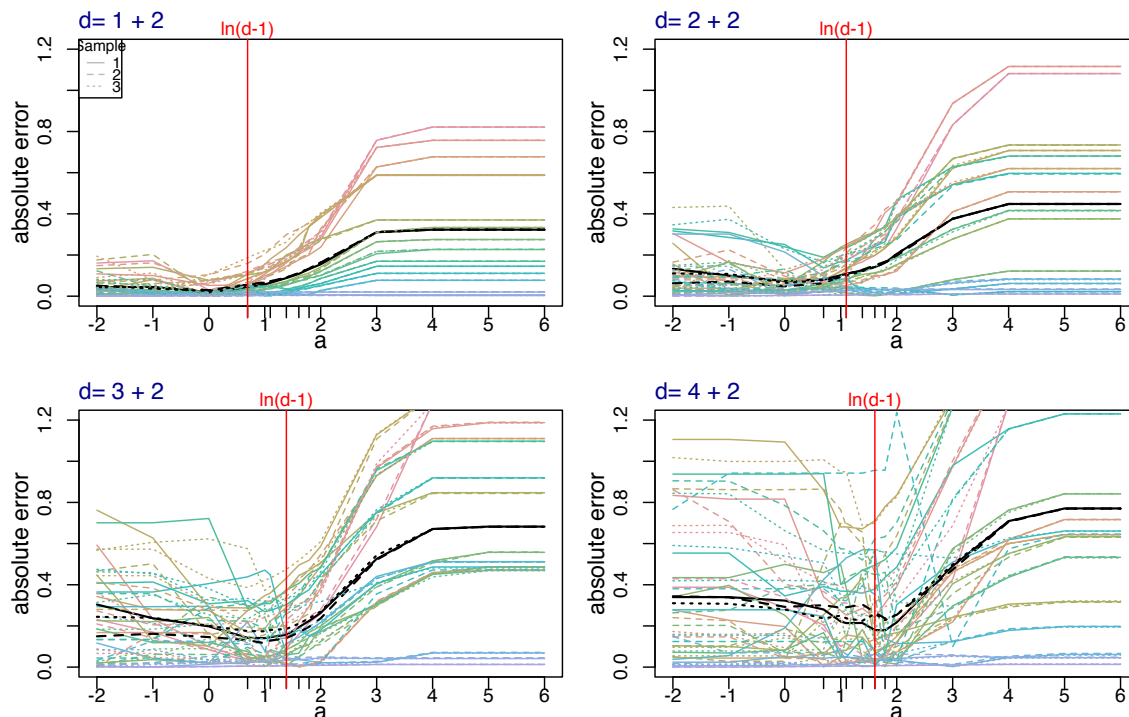 d= 1 + 2
ln(d-1)
absolute error
0.0 0.4 0.8 1.2
Sample
1
2
3
-2 -1 0 1 2 3 4 5 6
a
d= 2 + 2
ln(d-1)
absolute error
0.0 0.4 0.8 1.2
-2 -1 0 1 2 3 4 5 6
a
d= 3 + 2
ln(d-1)
absolute error
0.0 0.4 0.8 1.2
-2 -1 0 1 2 3 4 5 6
a
d= 4 + 2
ln(d-1)
absolute error
0.0 0.4 0.8 1.2
-2 -1 0 1 2 3 4 5 6
a